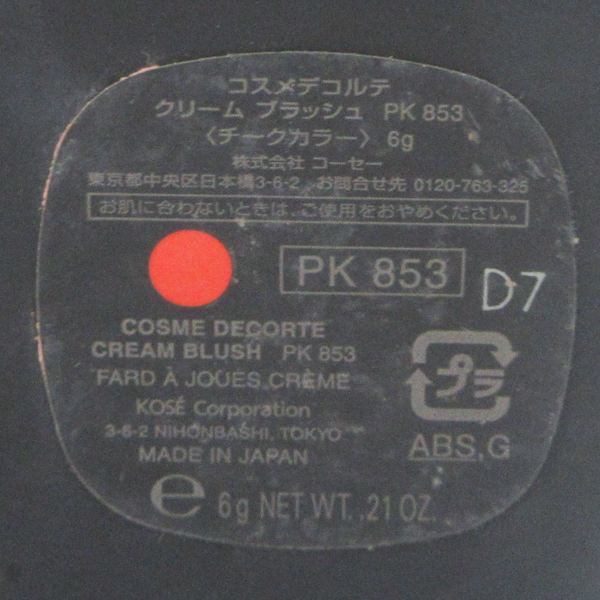 コスメデコルテ
クリーム ブラッシュ PK 853
〈チークカラー〉 6g
株式会社 コーセー
東京都中央区日本橋3-6-2 お問合せ先 0120-763-325
お肌に合わないときは、ご使用をおやめください。
PK 853
D7
COSME DECORTE
CREAM BLUSH PK 853
FARD À JOUES,CRÈME
KOSÉ Corporation
3-6-2 NIHONBASHI, TOKYO
MADE IN JAPAN
プラ
ABS,G
℮ 6g NET WT. .21 OZ.